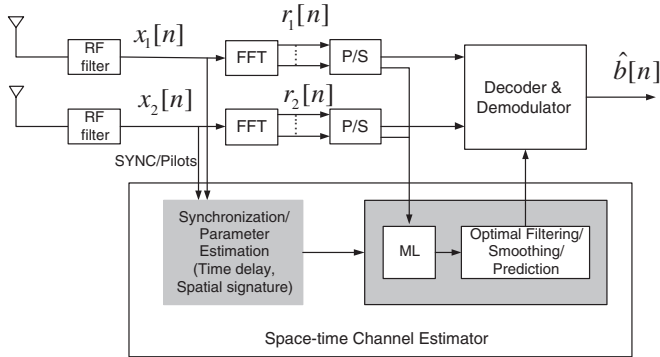 RF
filter
x₁[n]
FFT
r₁[n]
P/S
Decoder &
Demodulator
b̂[n]
RF
filter
x₂[n]
FFT
r₂[n]
P/S
SYNC/Pilots
Synchronization/
Parameter
Estimation
(Time delay,
Spatial signature)
ML
Optimal Filtering/
Smoothing/
Prediction
Space-time Channel Estimator